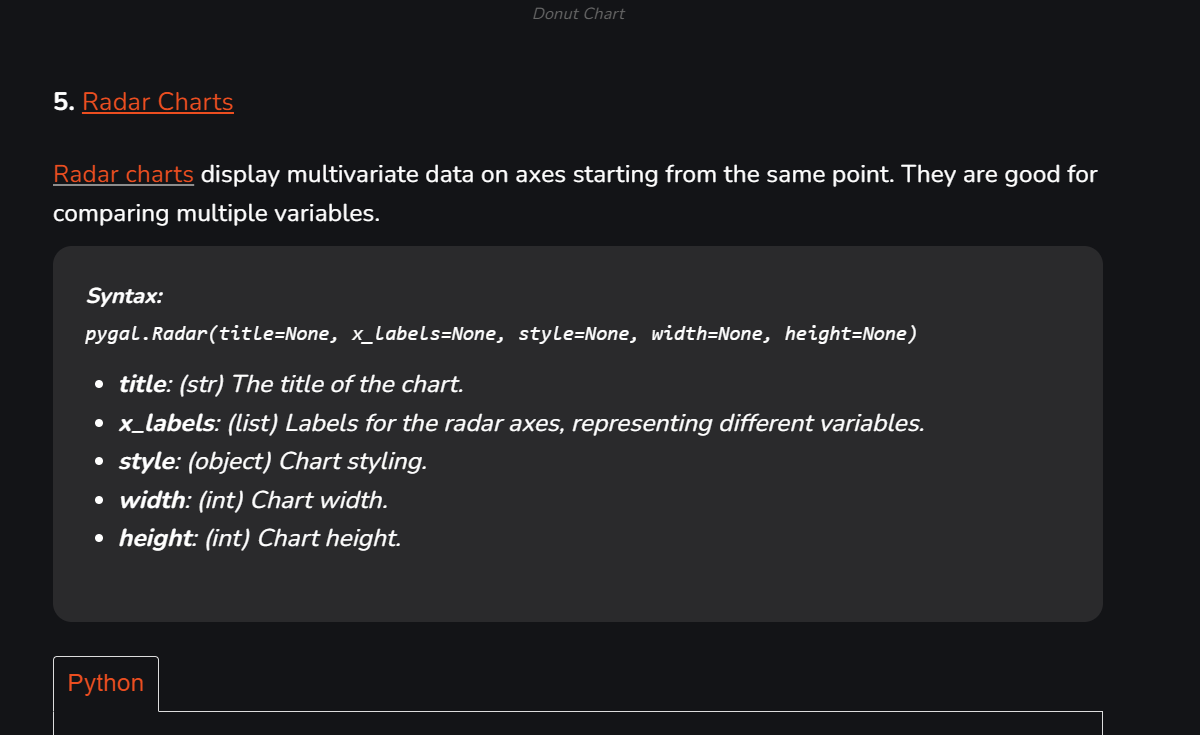 Donut Chart
5. Radar Charts
Radar charts display multivariate data on axes starting from the same point. They are good for
comparing multiple variables.
Syntax:
pygal.Radar(title=None, x_labels=None, style=None, width=None, height=None)
• title: (str) The title of the chart.
• x_labels: (list) Labels for the radar axes, representing different variables.
• style: (object) Chart styling.
• width: (int) Chart width.
• height: (int) Chart height.
Python